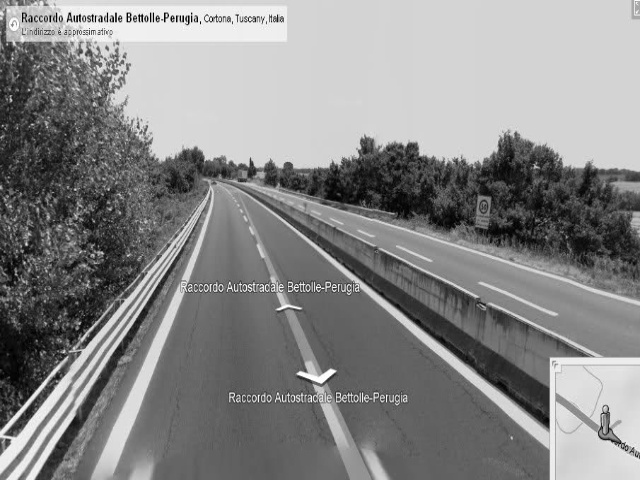 Raccordo Autostradale Bettolle-Perugia, Cortona, Tuscany, Italia
L'indirizzo è approssimativo
Raccordo Autostradale Bettolle-Perugia
Raccordo Autostradale Bettolle-Perugia